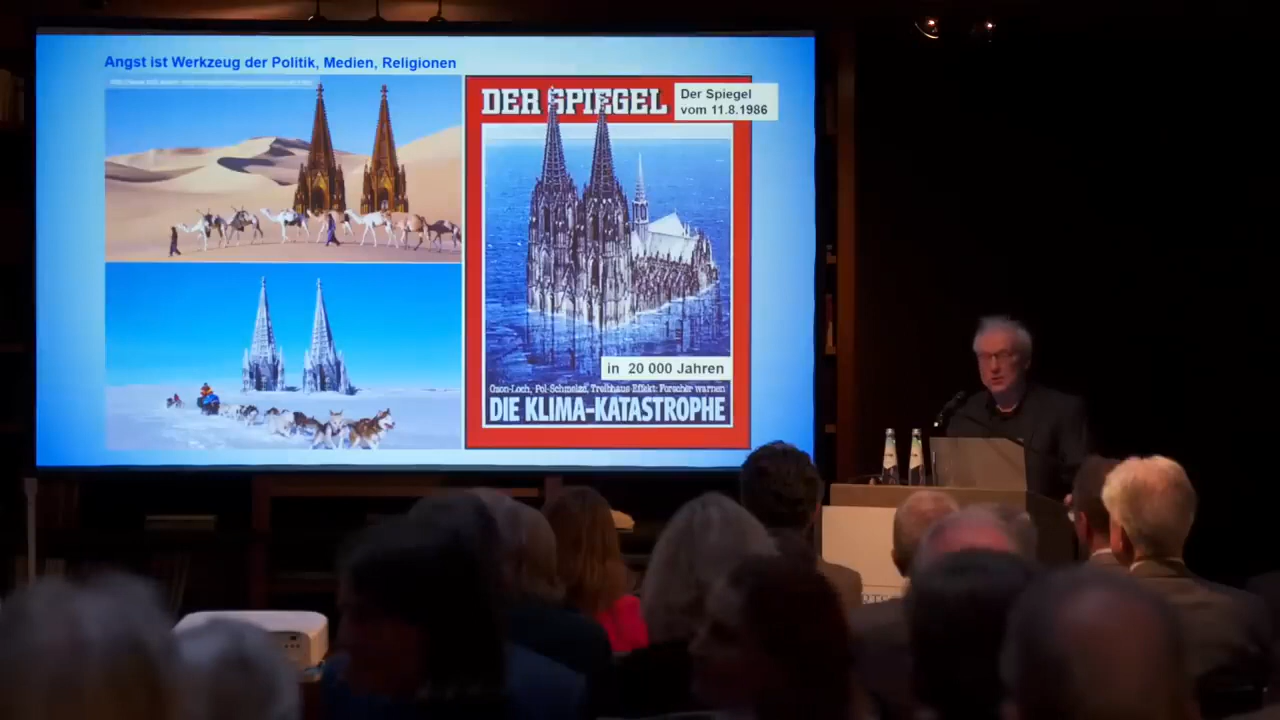 Angst ist Werkzeug der Politik, Medien, Religionen
DER SPIEGEL
Der Spiegel
vom 11.8.1986
in 20 000 Jahren
Ozon-Loch, Pol-Schmelze, Treibhaus-Effekt: Forscher warnen
DIE KLIMA-KATASTROPHE